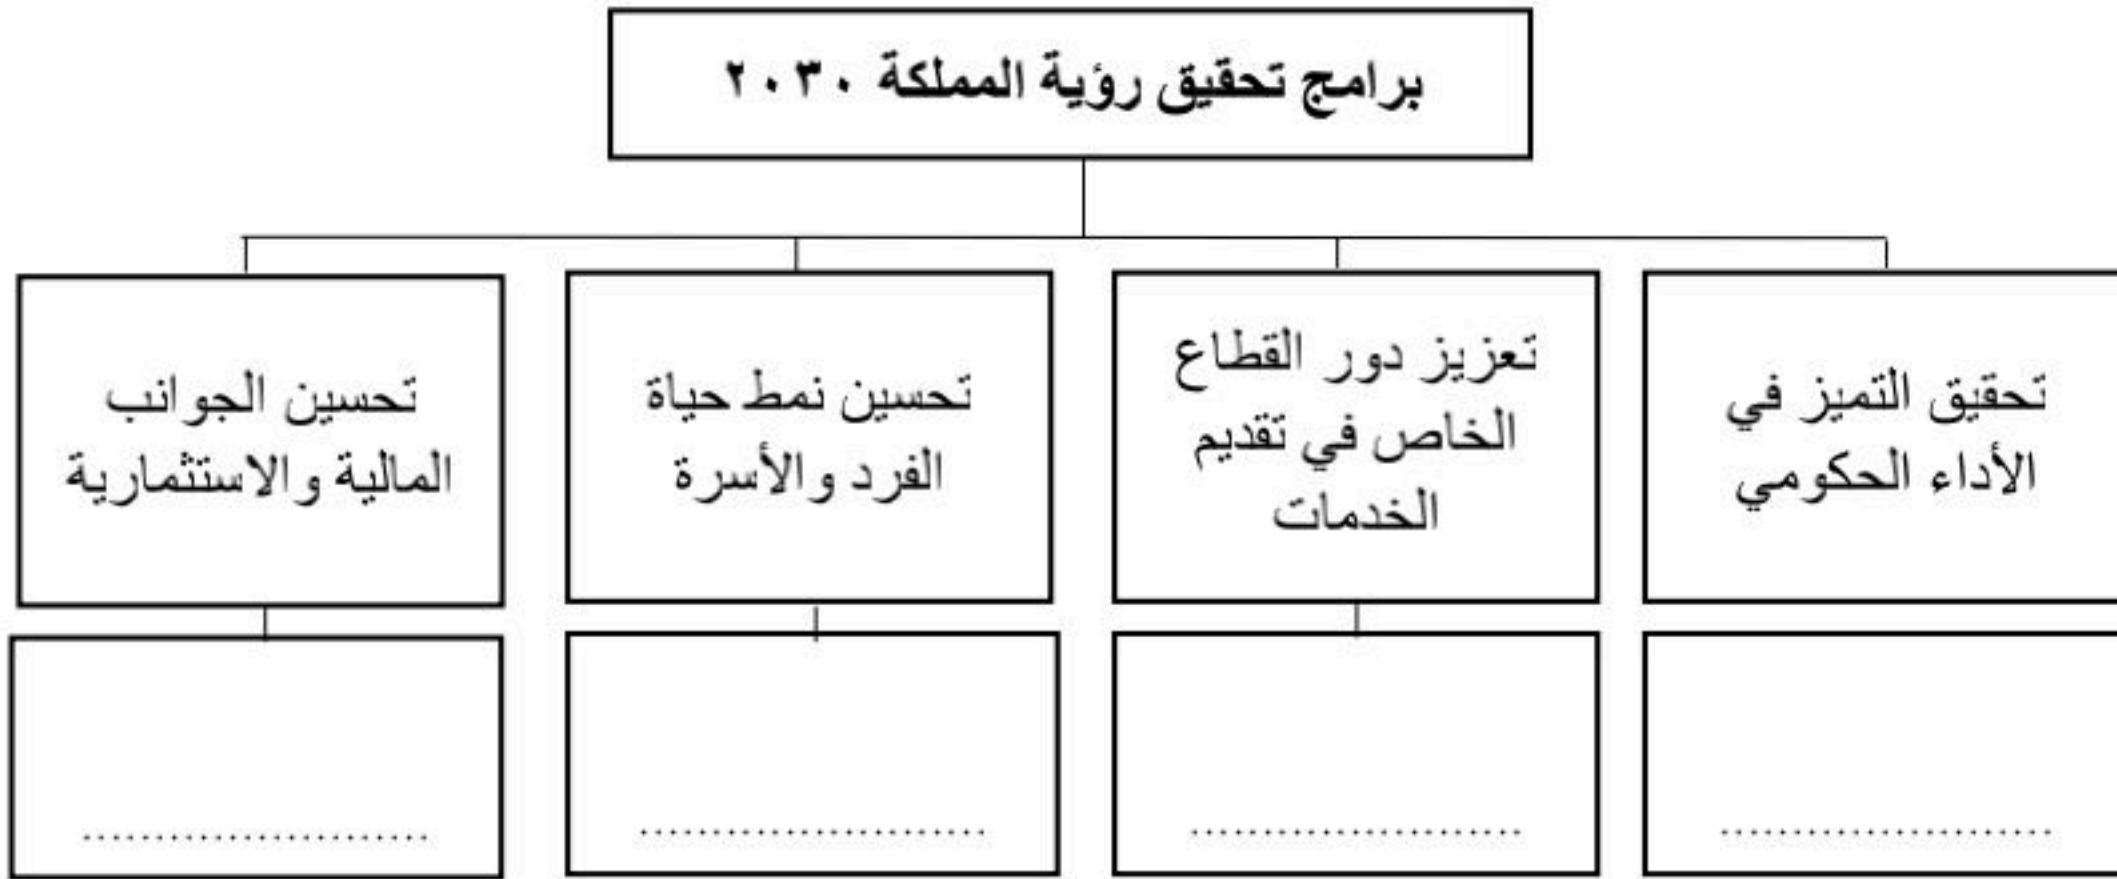 برامج تحقيق رؤية المملكة ٢٠٣٠
تحقيق التميز في
الأداء الحكومي
تعزيز دور القطاع
الخاص في تقديم
الخدمات
تحسين نمط حياة
الفرد والأسرة
تحسين الجوانب
المالية والاستثمارية
........................
........................
........................
........................